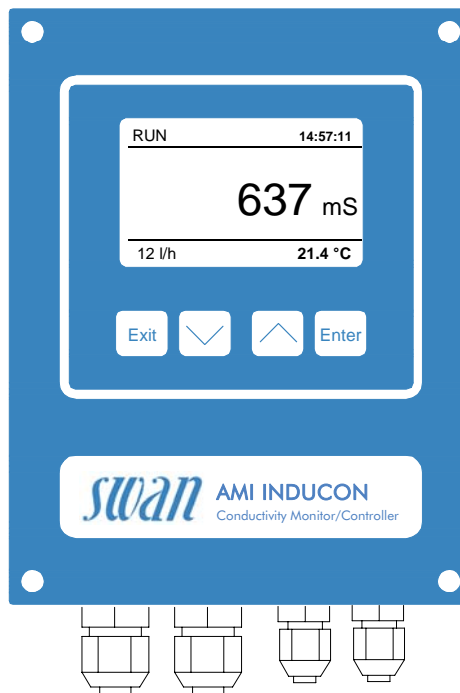 RUN 14:57:11
637 mS
12 l/h 21.4 °C
Exit Enter
swan AMI INDUCON
Conductivity Monitor/Controller